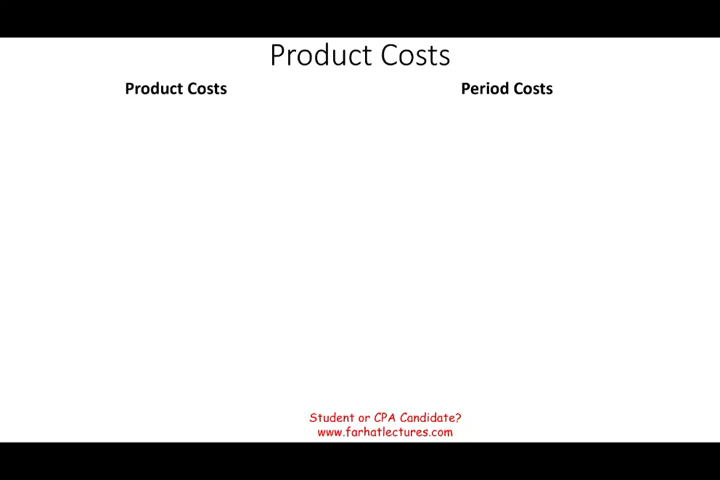 Product Costs
Product Costs
Period Costs
Student or CPA Candidate?
www.farhatlectures.com